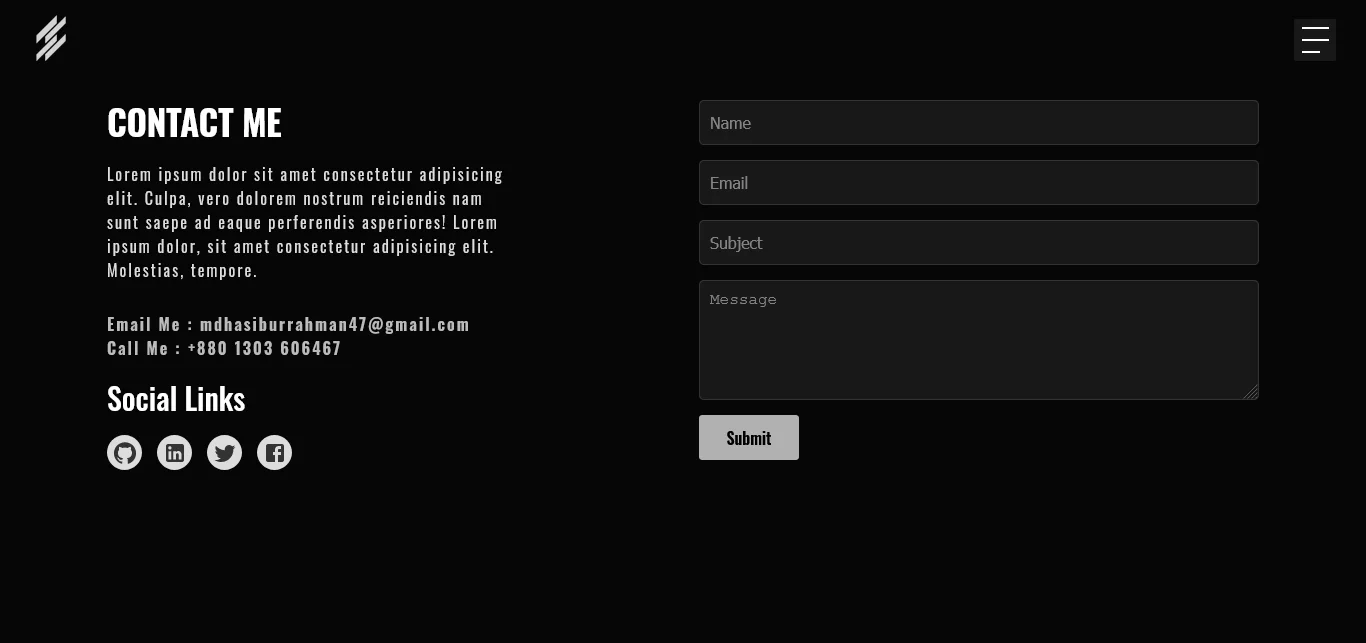 CONTACT ME
Lorem ipsum dolor sit amet consectetur adipisicing
elit. Culpa, vero dolorem nostrum reiciendis nam
sunt saepe ad eaque perferendis asperiores! Lorem
ipsum dolor, sit amet consectetur adipisicing elit.
Molestias, tempore.
Email Me : mdhasiburrahman47@gmail.com
Call Me : +880 1303 606467
Social Links
Name
Email
Subject
Message
Submit